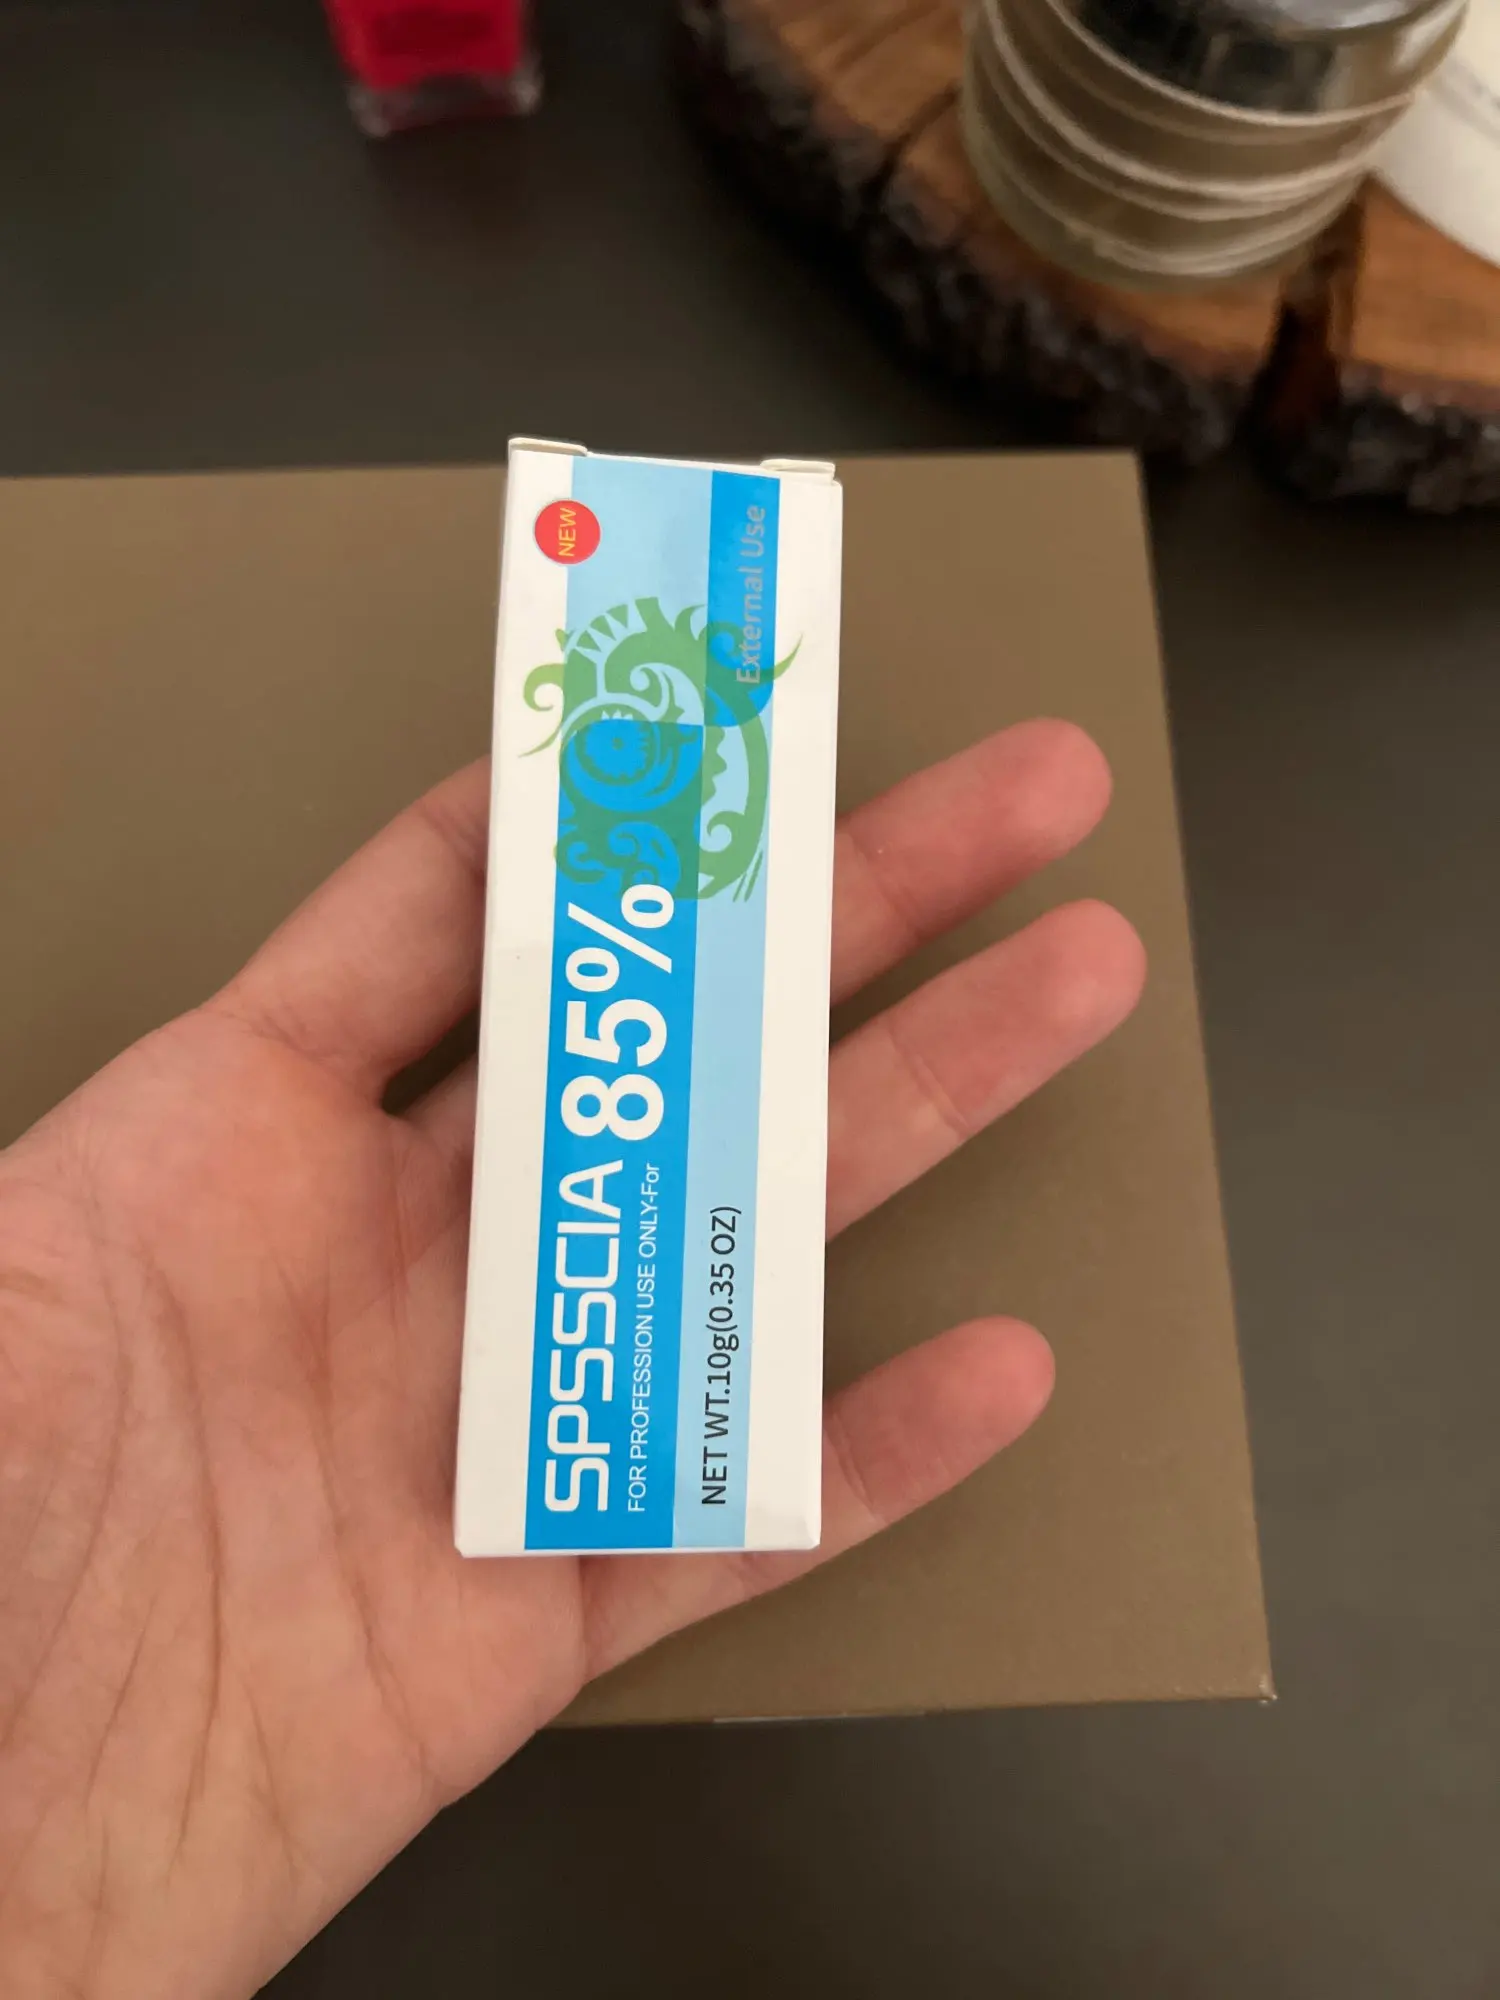 SPSSCIA 85%
FOR PROFESSION USE ONLY-For
NET WT.10g(0.35 OZ)
External Use
NEW